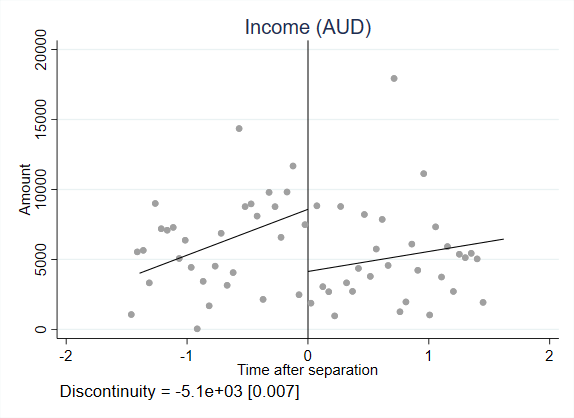 Income (AUD)
20000
15000
10000
5000
0
Amount
-2
-1
0
1
2
Time after separation
Discontinuity = -5.1e+03 [0.007]